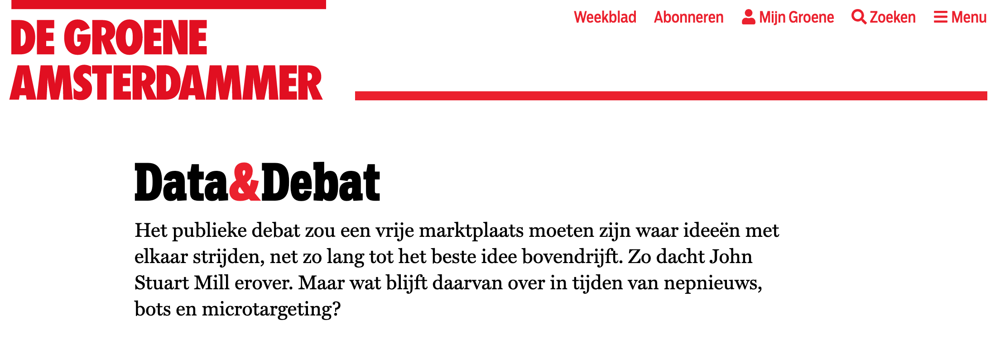 DE GROENE
AMSTERDAMMER
Weekblad Abonneren Mijn Groene Zoeken Menu
Data&Debat
Het publieke debat zou een vrije marktplaats moeten zijn waar ideeën met
elkaar strijden, net zo lang tot het beste idee bovendrijft. Zo dacht John
Stuart Mill erover. Maar wat blijft daarvan over in tijden van nepnieuws,
bots en microtargeting?